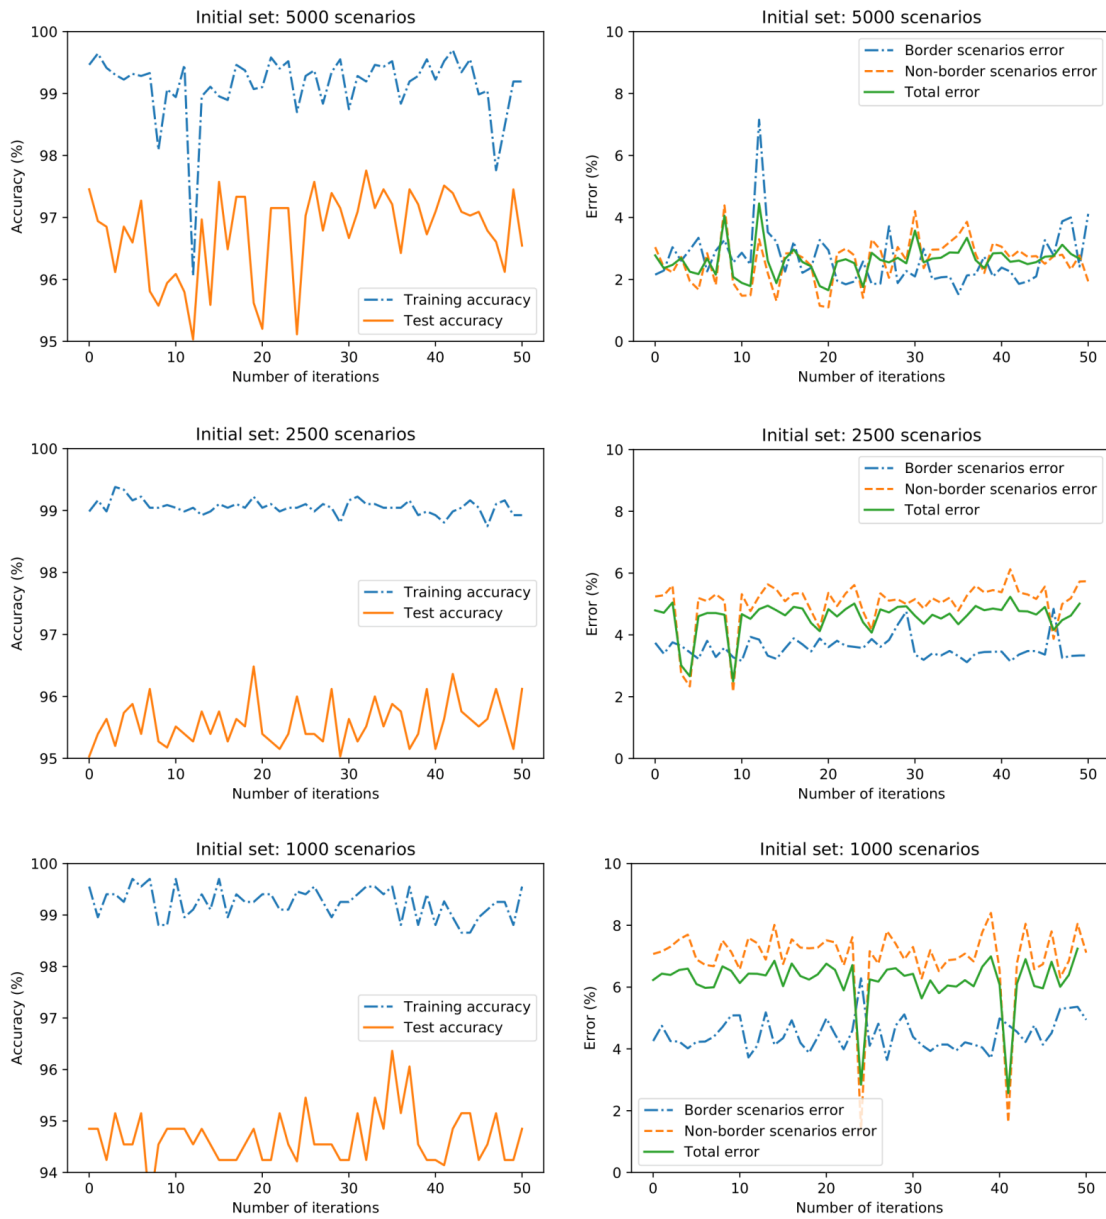 Initial set: 5000 scenarios
100
99
98
97
96
95
Accuracy (%)
Training accuracy
Test accuracy
0 10 20 30 40 50
Number of iterations
Initial set: 5000 scenarios
10
8
6
4
2
0
Error (%)
Border scenarios error
Non-border scenarios error
Total error
0 10 20 30 40 50
Number of iterations
Initial set: 2500 scenarios
100
99
98
97
96
95
Accuracy (%)
Training accuracy
Test accuracy
0 10 20 30 40 50
Number of iterations
Initial set: 2500 scenarios
10
8
6
4
2
0
Error (%)
Border scenarios error
Non-border scenarios error
Total error
0 10 20 30 40 50
Number of iterations
Initial set: 1000 scenarios
100
99
98
97
96
95
94
Accuracy (%)
Training accuracy
Test accuracy
0 10 20 30 40 50
Number of iterations
Initial set: 1000 scenarios
10
8
6
4
2
0
Error (%)
Border scenarios error
Non-border scenarios error
Total error
0 10 20 30 40 50
Number of iterations